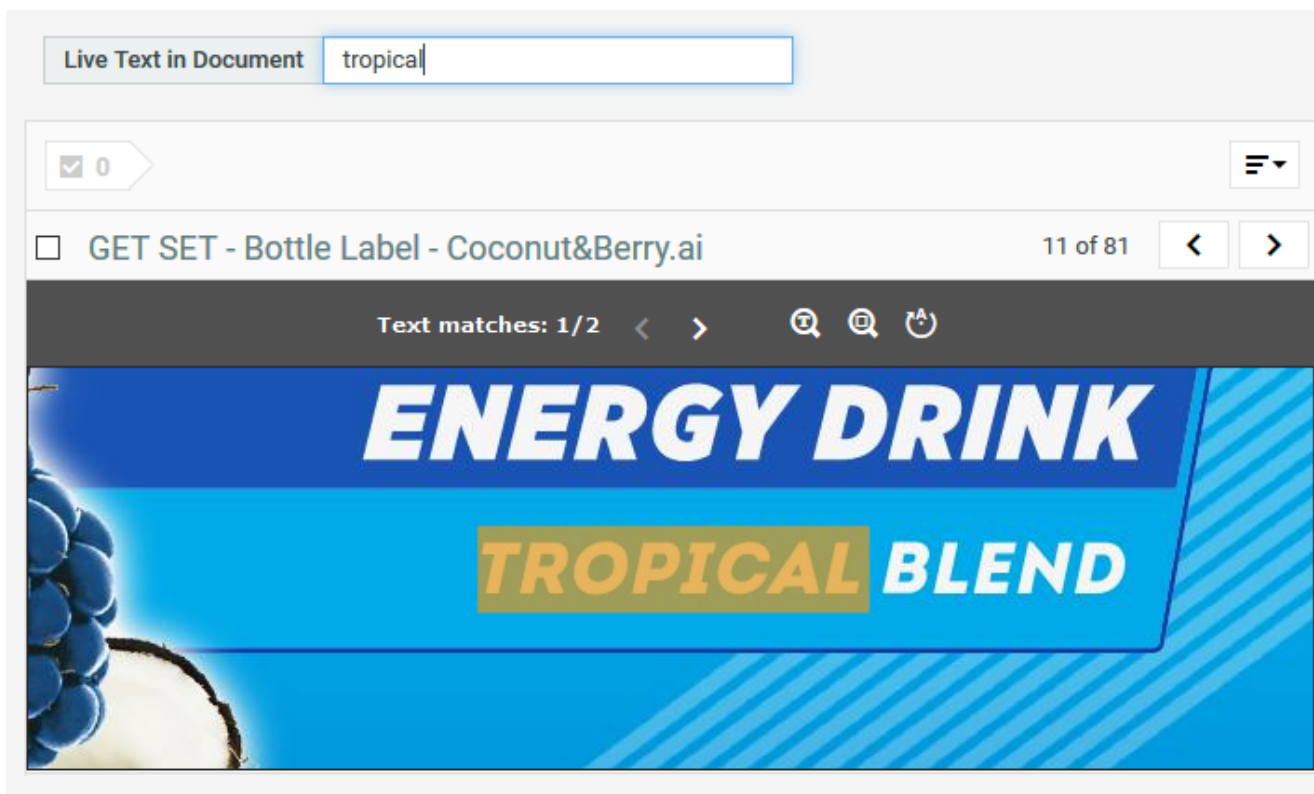 Live Text in Document tropical
0
GET SET - Bottle Label - Coconut&Berry.ai 11 of 81
Text matches: 1/2
ENERGY DRINK
TROPICAL BLEND